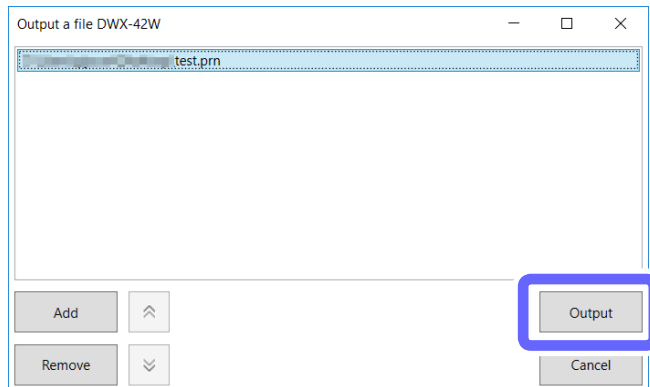 Output a file DWX-42W
test.prn
Add
Output
Remove
Cancel